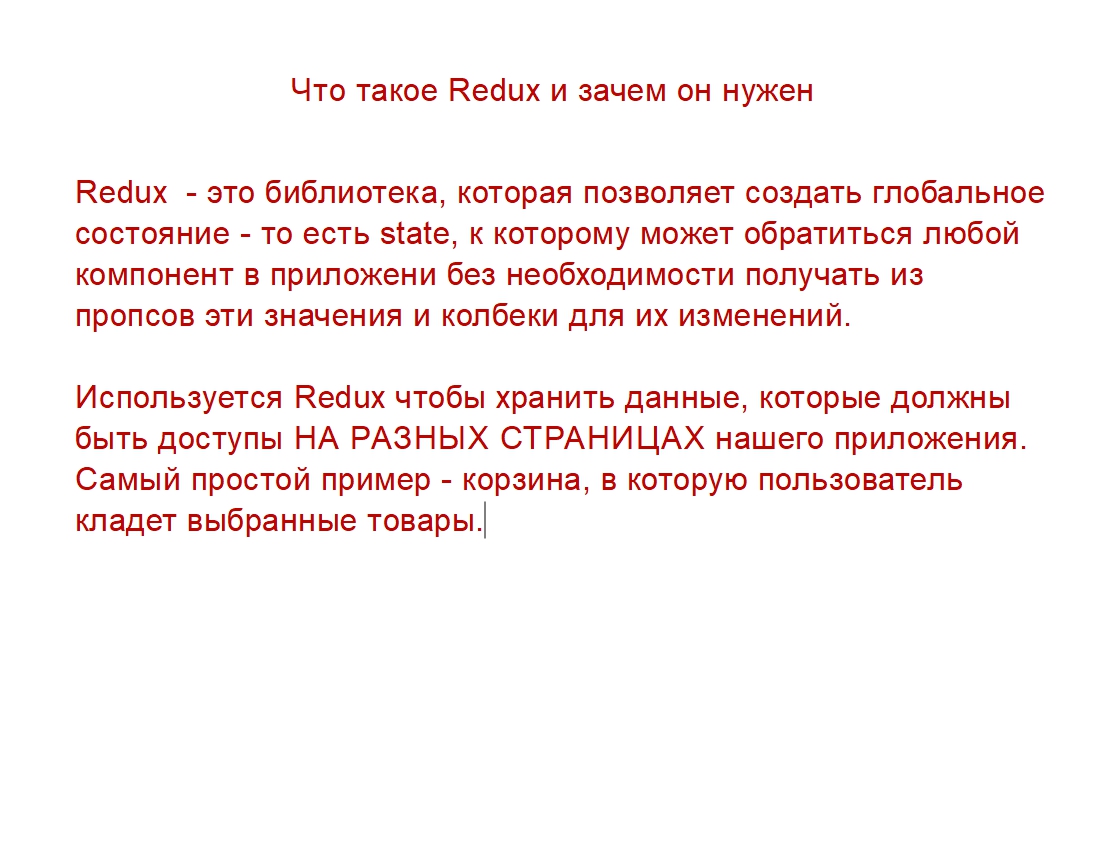 Что такое Redux и зачем он нужен
Redux  - это библиотека, которая позволяет создать глобальное
состояние - то есть state, к которому может обратиться любой
компонент в приложени без необходимости получать из
пропсов эти значения и колбеки для их изменений.
Используется Redux чтобы хранить данные, которые должны
быть доступы НА РАЗНЫХ СТРАНИЦАХ нашего приложения.
Самый простой пример - корзина, в которую пользователь
кладет выбранные товары.